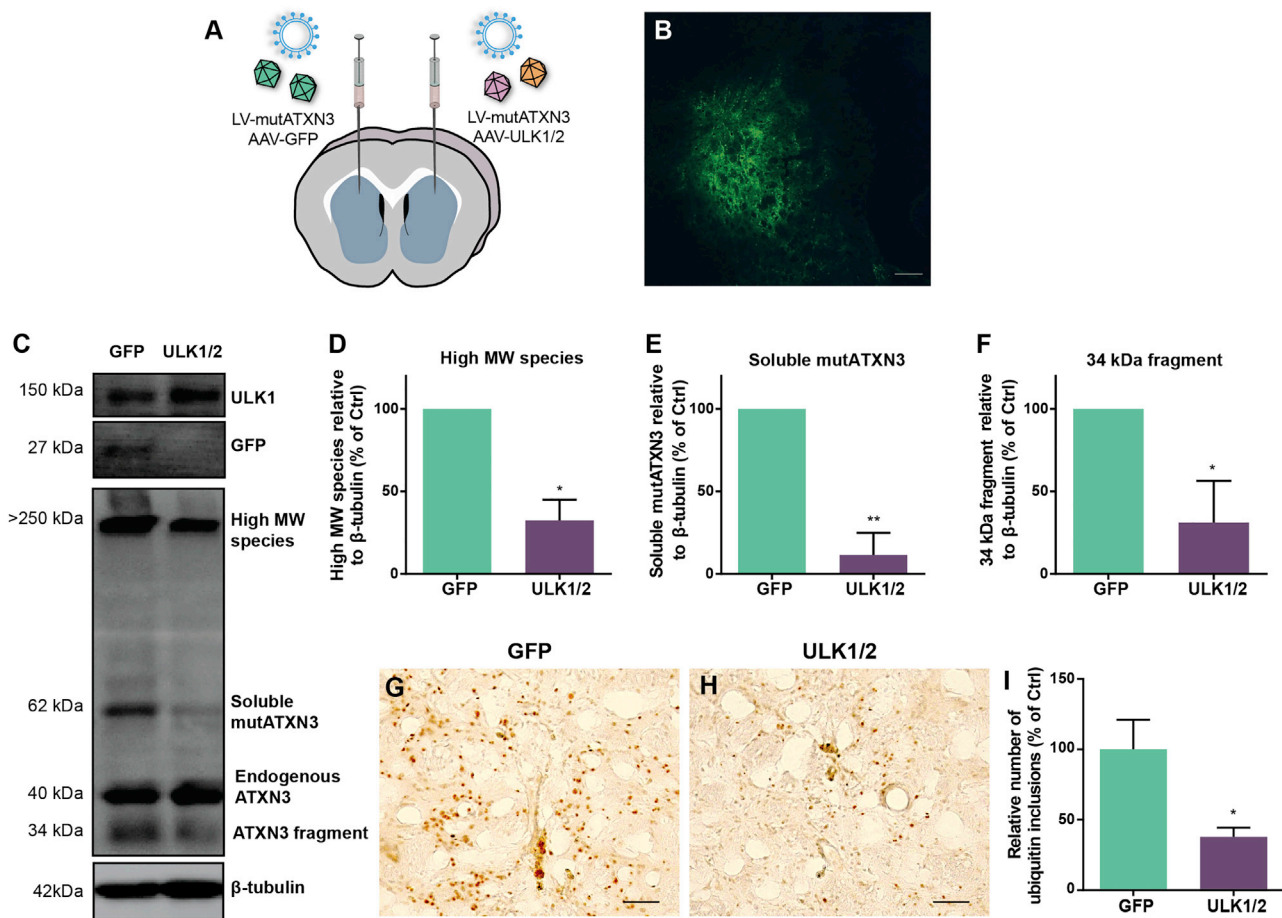 A
LV-mutATXN3
AAV-GFP
LV-mutATXN3
AAV-ULK1/2
B
C
GFP ULK1/2
150 kDa
ULK1
27 kDa
GFP
>250 kDa
High MW
species
62 kDa
Soluble
mutATXN3
40 kDa
Endogenous
ATXN3
34 kDa
ATXN3 fragment
42kDa
β-tubulin
D
High MW species
High MW species relative
to β-tubulin (% of Ctrl)
100
50
0
*
GFP ULK1/2
E
Soluble mutATXN3
Soluble mutATXN3 relative
to β-tubulin (% of Ctrl)
100
50
0
**
GFP ULK1/2
F
34 kDa fragment
34 kDa fragment relative
to β-tubulin (% of Ctrl)
100
50
0
*
GFP ULK1/2
GFP
G
ULK1/2
H
I
Relative number of
ubiquitin inclusions (% of Ctrl)
150
100
50
0
*
GFP ULK1/2